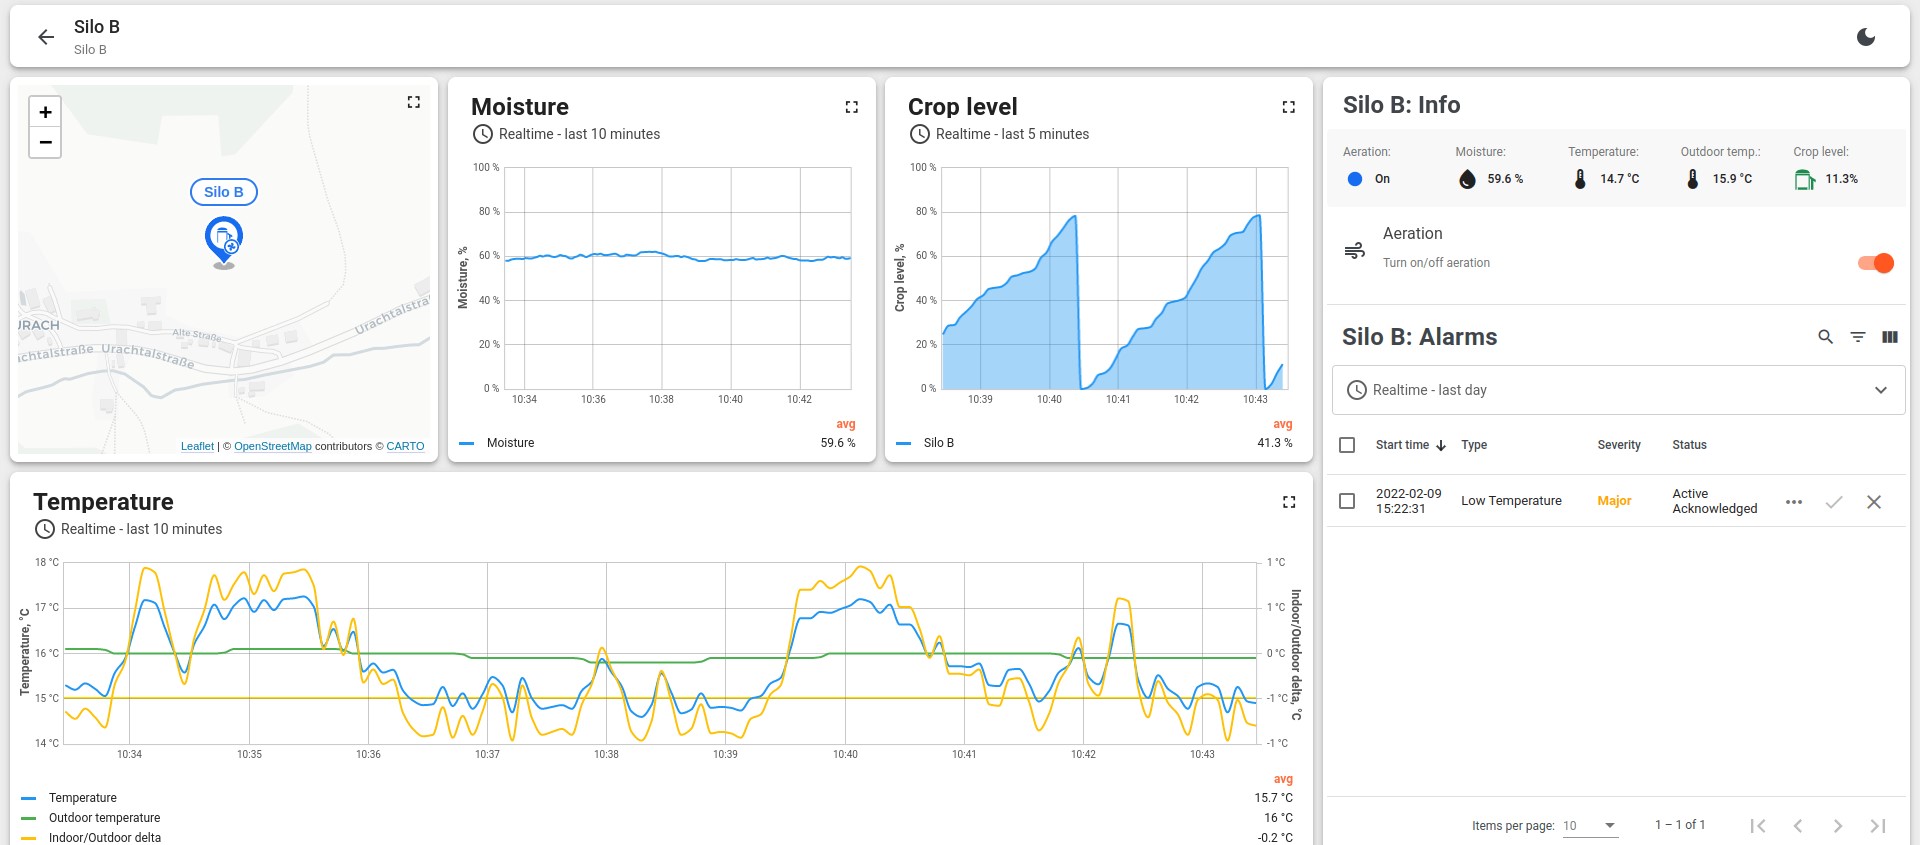 Silo B
Silo B
+
−
Silo B
URACH
Alte Straße
Urachtalstra
achtalstraße Urachtalstraße
Leaflet | © OpenStreetMap contributors © CARTO
Moisture
Realtime - last 10 minutes
Moisture, %
100 %
80 %
60 %
40 %
20 %
0 %
10:34 10:36 10:38 10:40 10:42
avg
Moisture 59.6 %
Crop level
Realtime - last 5 minutes
Crop level, %
100 %
80 %
60 %
40 %
20 %
0 %
10:39 10:40 10:41 10:42 10:43
avg
Silo B 41.3 %
Silo B: Info
Aeration: Moisture: Temperature: Outdoor temp.: Crop level:
On 59.6 % 14.7 °C 15.9 °C 11.3%
Aeration
Turn on/off aeration
Silo B: Alarms
Realtime - last day
Start time Type Severity Status
2022-02-09 15:22:31 Low Temperature Major Active Acknowledged
Items per page: 10 1 – 1 of 1
Temperature
Realtime - last 10 minutes
Temperature, °C
18 °C
17 °C
16 °C
15 °C
14 °C
1 °C
1 °C
0 °C
-1 °C
-1 °C
Indoor/Outdoor delta, °C
10:34 10:35 10:36 10:37 10:38 10:39 10:40 10:41 10:42 10:43
avg
Temperature 15.7 °C
Outdoor temperature 16 °C
Indoor/Outdoor delta -0.2 °C